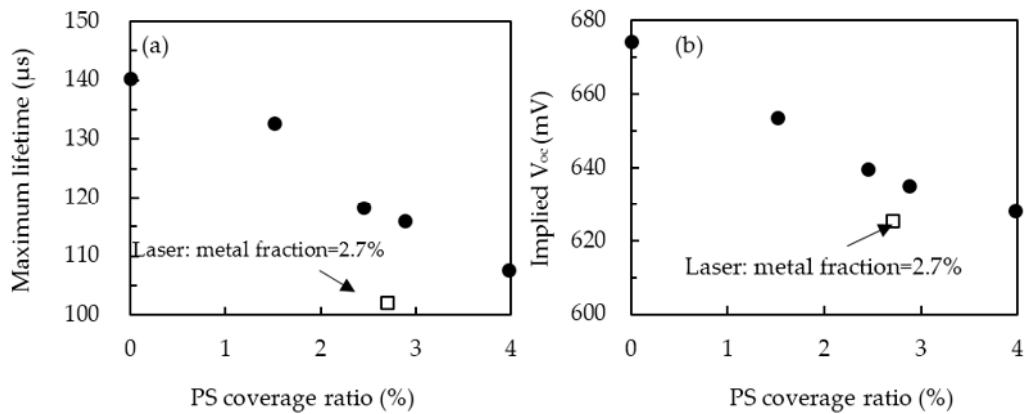 Maximum lifetime (µs)
150
140
130
120
110
100
(a)
Laser: metal fraction=2.7%
0 1 2 3 4
PS coverage ratio (%)
Implied Voc (mV)
680
660
640
620
600
(b)
Laser: metal fraction=2.7%
0 1 2 3 4
PS coverage ratio (%)